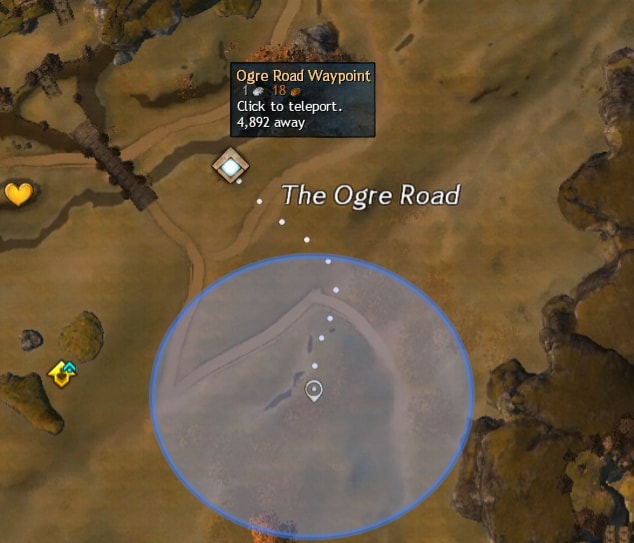 Ogre Road Waypoint
1 18
Click to teleport.
4,892 away
The Ogre Road